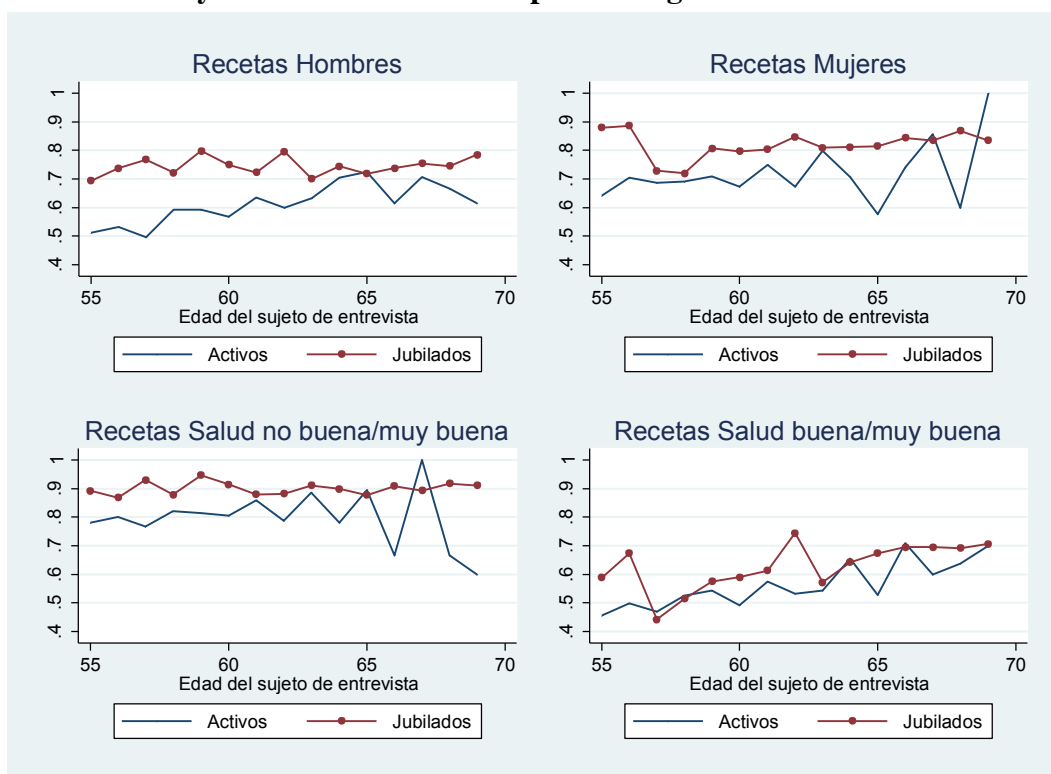 Recetas Hombres
1
.9
.8
.7
.6
.5
.4
55 60 65 70
Edad del sujeto de entrevista
Activos Jubilados
Recetas Mujeres
1
.9
.8
.7
.6
.5
.4
55 60 65 70
Edad del sujeto de entrevista
Activos Jubilados
Recetas Salud no buena/muy buena
1
.9
.8
.7
.6
.5
.4
55 60 65 70
Edad del sujeto de entrevista
Activos Jubilados
Recetas Salud buena/muy buena
1
.9
.8
.7
.6
.5
.4
55 60 65 70
Edad del sujeto de entrevista
Activos Jubilados